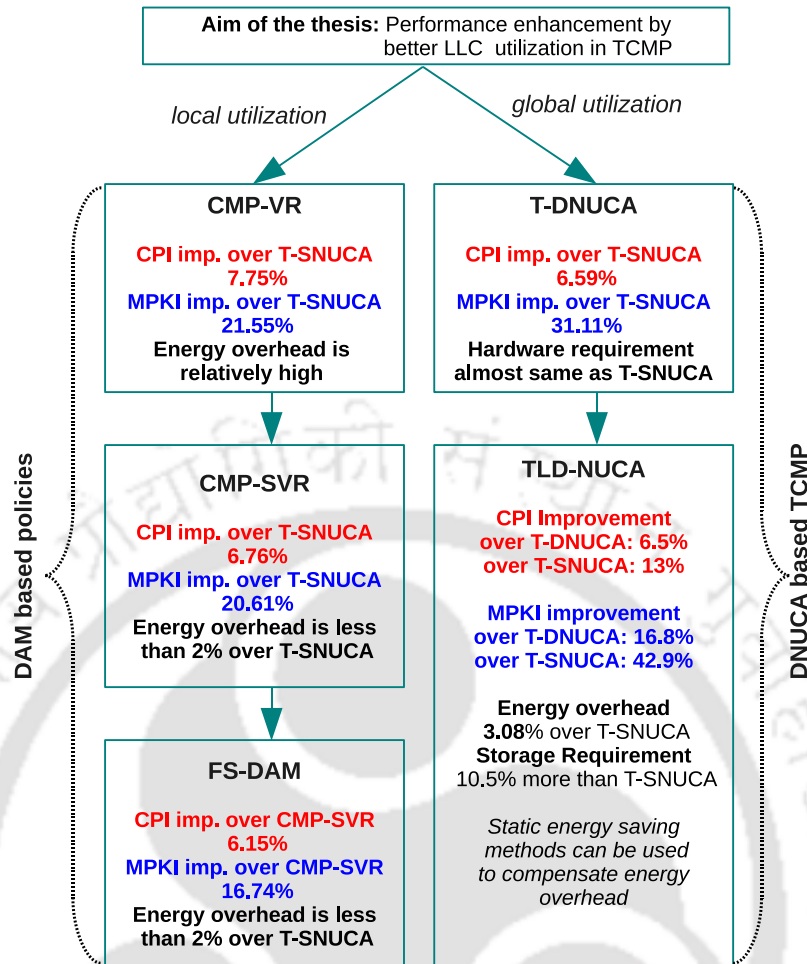 Aim of the thesis: Performance enhancement by
better LLC utilization in TCMP
local utilization
global utilization
DAM based policies
CMP-VR
CPI imp. over T-SNUCA
7.75%
MPKI imp. over T-SNUCA
21.55%
Energy overhead is
relatively high
CMP-SVR
CPI imp. over T-SNUCA
6.76%
MPKI imp. over T-SNUCA
20.61%
Energy overhead is less
than 2% over T-SNUCA
FS-DAM
CPI imp. over CMP-SVR
6.15%
MPKI imp. over CMP-SVR
16.74%
Energy overhead is less
than 2% over T-SNUCA
T-DNUCA
CPI imp. over T-SNUCA
6.59%
MPKI imp. over T-SNUCA
31.11%
Hardware requirement
almost same as T-SNUCA
TLD-NUCA
CPI Improvement
over T-DNUCA: 6.5%
over T-SNUCA: 13%
MPKI improvement
over T-DNUCA: 16.8%
over T-SNUCA: 42.9%
Energy overhead
3.08% over T-SNUCA
Storage Requirement
10.5% more than T-SNUCA
Static energy saving
methods can be used
to compensate energy
overhead
DNUCA based TCMP